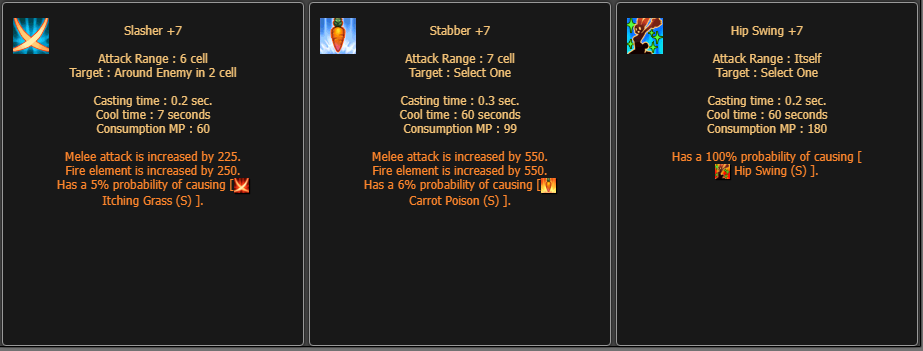 Slasher +7
Attack Range : 6 cell
Target : Around Enemy in 2 cell
Casting time : 0.2 sec.
Cool time : 7 seconds
Consumption MP : 60
Melee attack is increased by 225.
Fire element is increased by 250.
Has a 5% probability of causing [
Itching Grass (S) ].
Stabber +7
Attack Range : 7 cell
Target : Select One
Casting time : 0.3 sec.
Cool time : 60 seconds
Consumption MP : 99
Melee attack is increased by 550.
Fire element is increased by 550.
Has a 6% probability of causing [
Carrot Poison (S) ].
Hip Swing +7
Attack Range : Itself
Target : Select One
Casting time : 0.2 sec.
Cool time : 60 seconds
Consumption MP : 180
Has a 100% probability of causing [
Hip Swing (S) ].